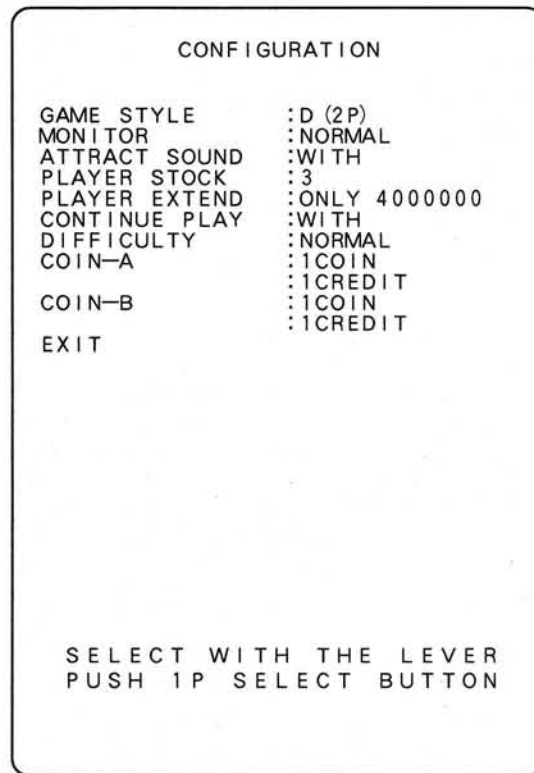 CONFIGURATION
GAME STYLE :D (2P)
MONITOR :NORMAL
ATTRACT SOUND :WITH
PLAYER STOCK :3
PLAYER EXTEND :ONLY 4000000
CONTINUE PLAY :WITH
DIFFICULTY :NORMAL
COIN—A :1COIN
:1CREDIT
COIN—B :1COIN
:1CREDIT
EXIT
SELECT WITH THE LEVER
PUSH 1P SELECT BUTTON